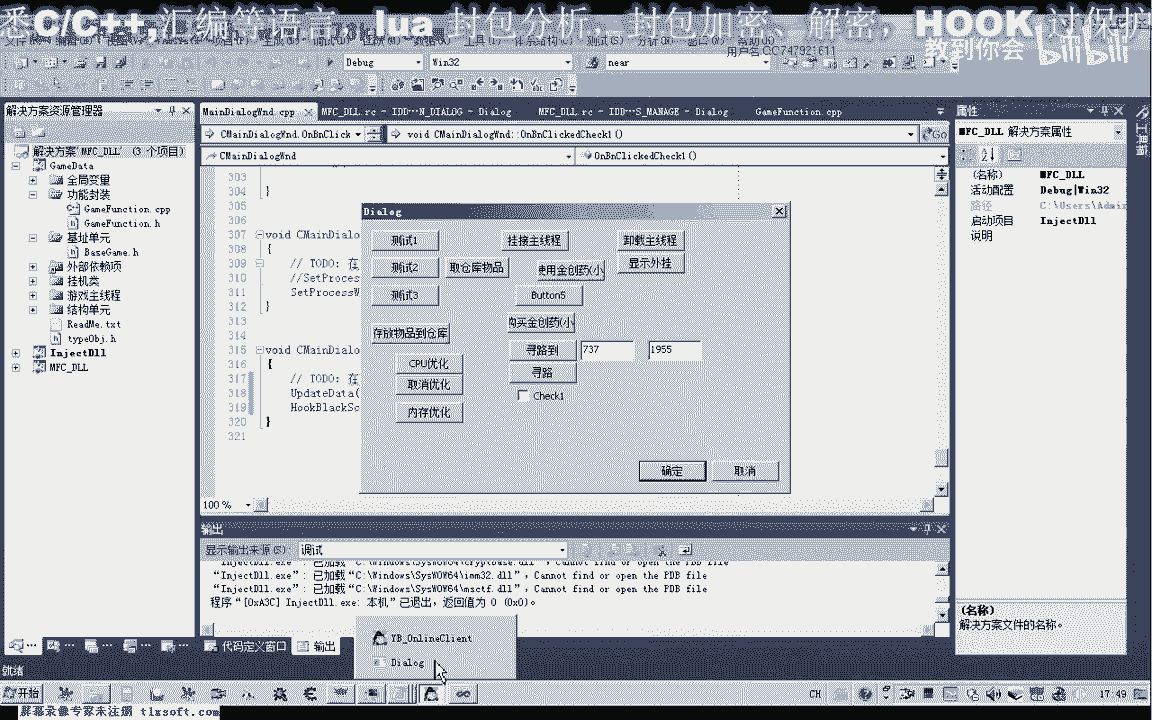 悉C/C++,汇编等语言, lua 封包分析, 封包加密、解密, HOOK 过保护
教到你会 bilibili
用户名 GC747921611
Debug Win32 near
解决方案资源管理器
MainDialogWnd.cpp × MFC_DLL.rc - IDD...N_DIALOG - Dialog MFC_DLL.rc - IDD...S_MANAGE - Dialog GameFunction.cpp
属性
工具箱
CMainDialogWnd.OnBnClick void CMainDialogWnd::OnBnClickedCheck1() Go
CMainDialogWnd OnBnClickedCheck1()
MFC_DLL 解决方案属性
(名称) MFC_DLL
活动配置 Debug|Win32
路径 C:\Users\Admin
启动项目 InjectDll
说明
解决方案"MFC_DLL" (3 个项目)
GameData
全局变量
功能封装
GameFunction.cpp
GameFunction.h
基址单元
BaseGame.h
外部依赖项
挂机类
游戏主线程
结构单元
ReadMe.txt
typeObj.h
InjectDll
MFC_DLL
303
304 }
305
306
307 void CMainDialo
308 {
309 // TODO: 在
310 //SetProces
311 SetProcessW
312 }
313
314
315 void CMainDialo
316 {
317 // TODO: 在
318 UpdateData(
319 HookBlackSc
320 }
321
Dialog
测试1 挂接主线程 卸载主线程
测试2 取仓库物品 使用金创药(小 显示外挂
测试3 Button5
存放物品到仓库 购买金创药(小
CPU优化 寻路到 737 1955
取消优化 寻路
内存优化 Check1
确定 取消
100 %
输出
显示输出来源(S): 调试
"InjectDll.exe": 已加载"C:\Windows\SysWOW64\cryptbase.dll", Cannot find or open the PDB file
"InjectDll.exe": 已加载"C:\Windows\SysWOW64\imm32.dll", Cannot find or open the PDB file
"InjectDll.exe": 已加载"C:\Windows\SysWOW64\msctf.dll", Cannot find or open the PDB file
程序"[0xA3C] InjectDll.exe: 本机"已退出,返回值为 0 (0x0)。
(名称)
解决方案文件的名称。
代码定义窗口 输出
YB_OnlineClient
Dialog
就绪
开始 CH 17:49
屏幕录像专家未注册 tlxsoft.com